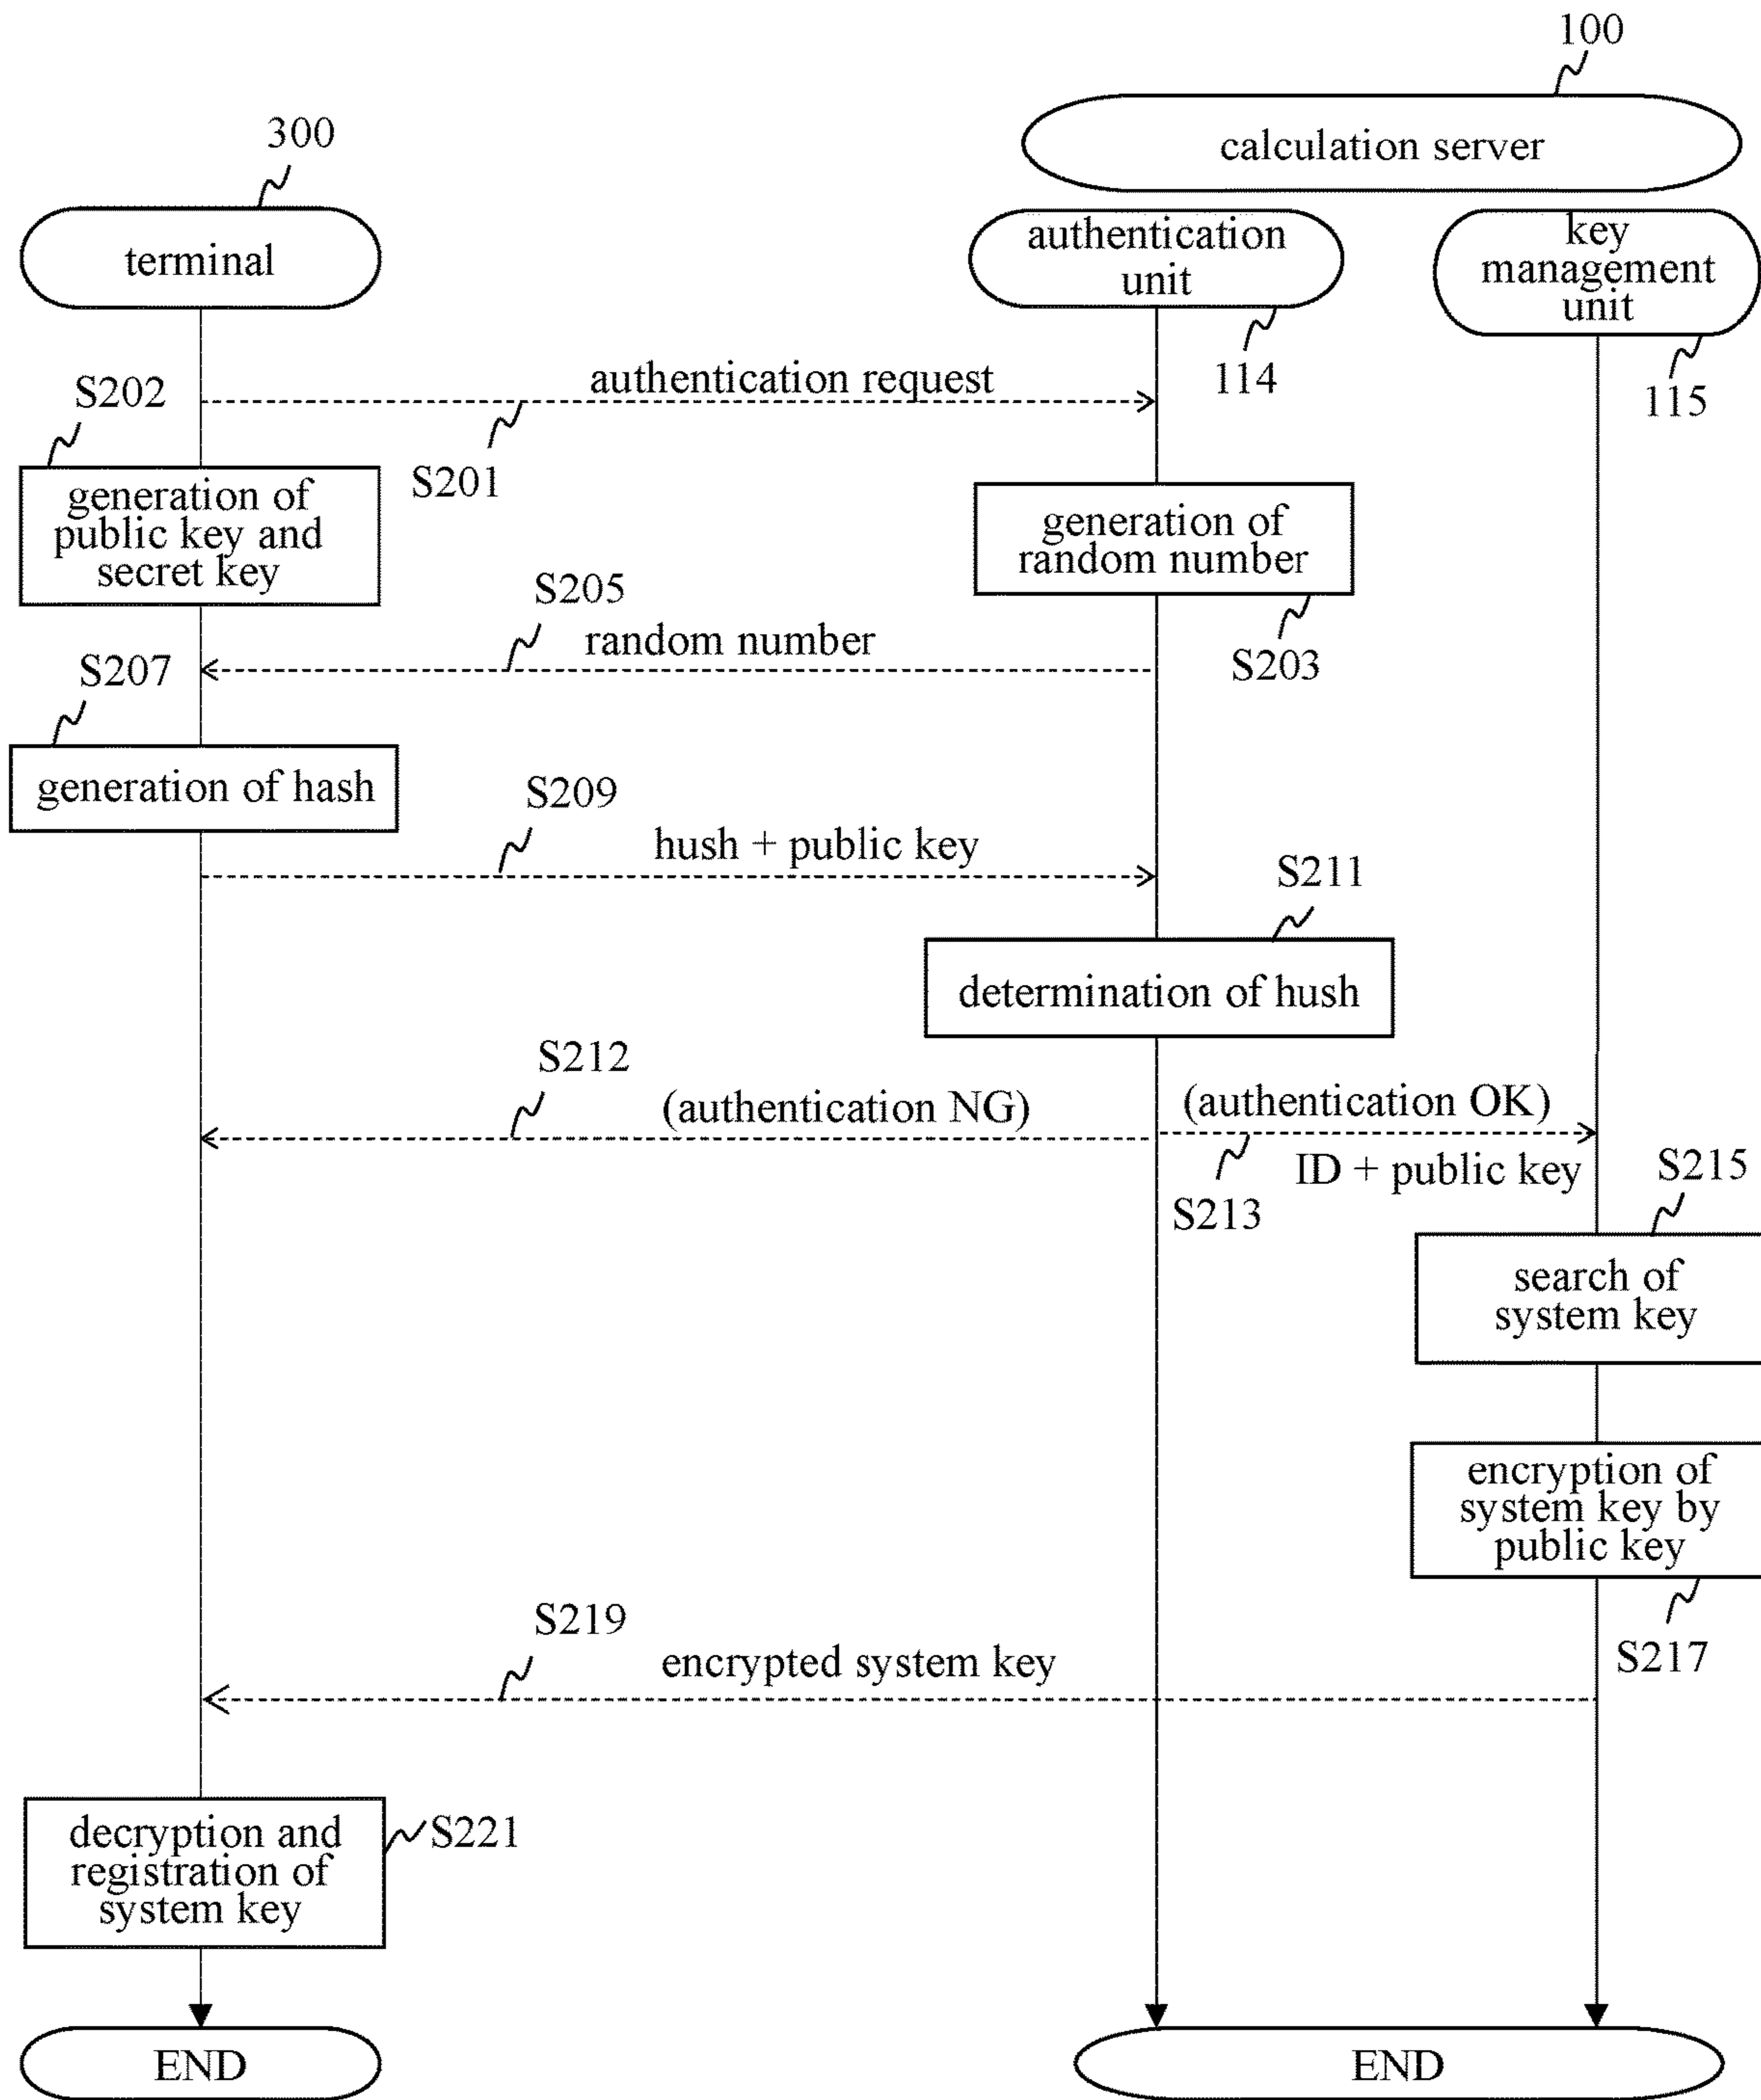 100
calculation server
300
terminal
authentication
unit
key
management
unit
114
115
S202
authentication request
S201
generation of
public key and
secret key
generation of
random number
S205
random number
S203
S207
generation of hash
S209
hush + public key
S211
determination of hush
S212
(authentication NG)
(authentication OK)
ID + public key
S213
S215
search of
system key
encryption of
system key by
public key
S217
S219
encrypted system key
decryption and
registration of
system key
S221
END
END